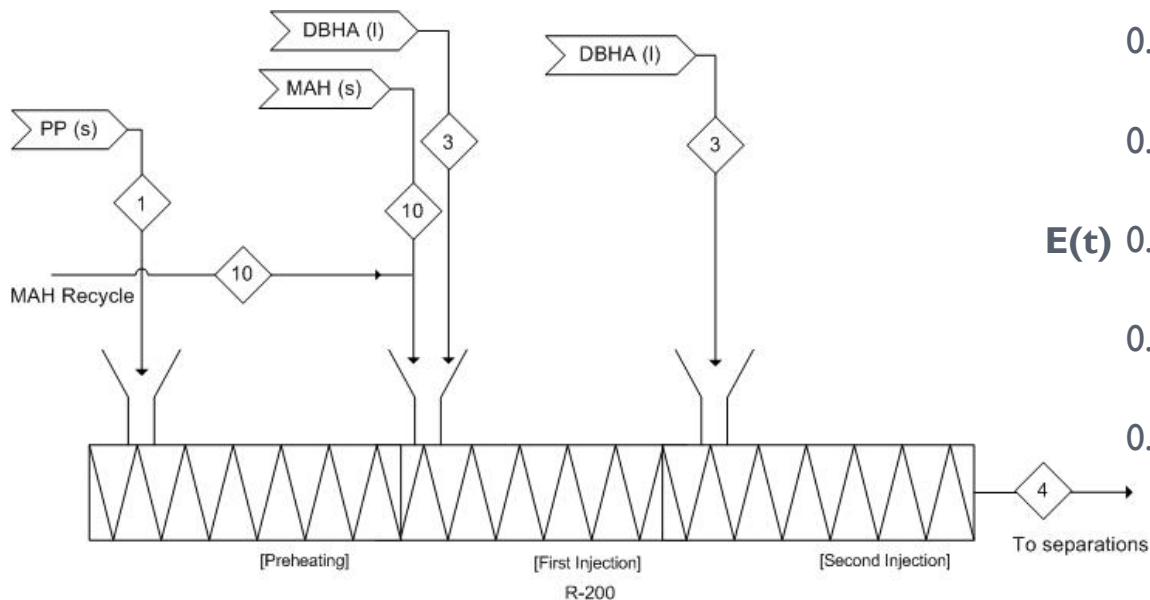 DBHA (l)
MAH (s)
DBHA (l)
PP (s)
3
3
1
10
10
MAH Recycle
4
To separations
[Preheating]
[First Injection]
[Second Injection]
R-200
0.
0.
E(t) 0.
0.
0.